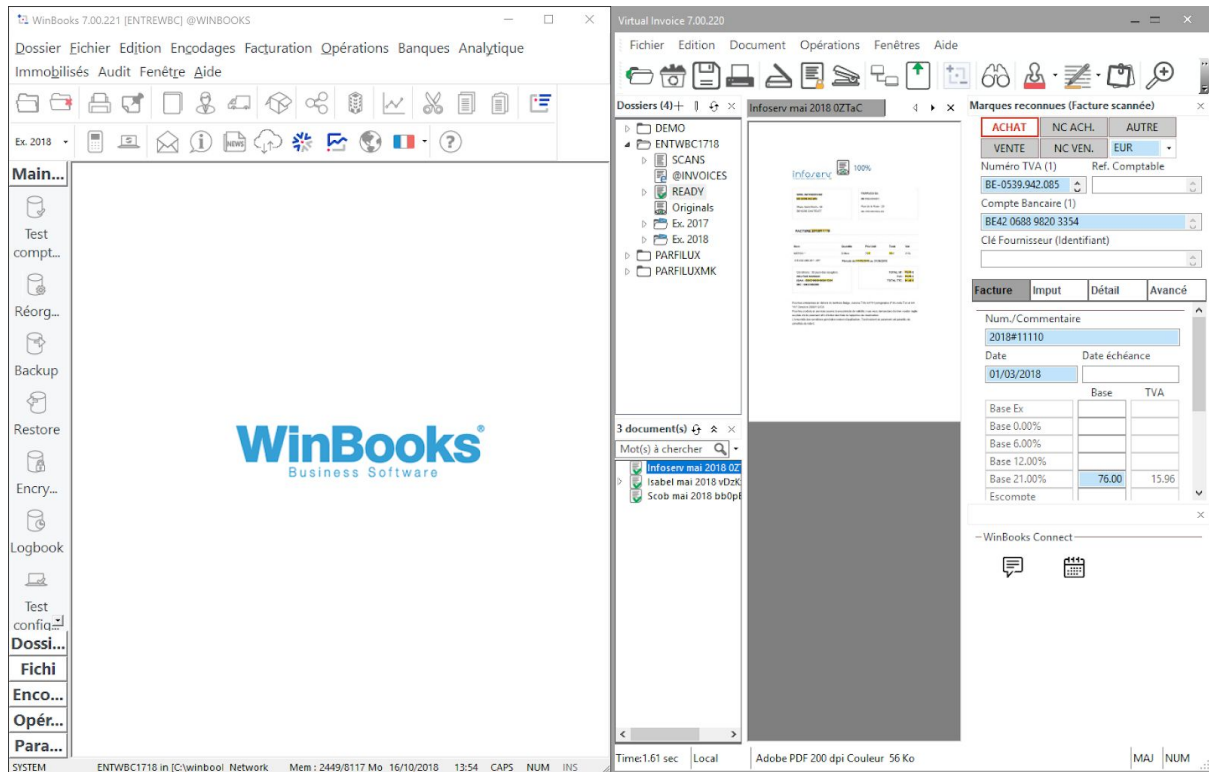 WinBooks 7.00.221 [ENTREWBC] @WINBOOKS
Dossier Eichier Edition Encodages Facturation Opérations Banques Analytique
Immobilisés Audit Fenêtre Aide
NEWS
Ex. 2018
Main...
Test
compt...
Backup
Restore
Encry...
Logbook
Test
config...
Dossi...
Fichi
Enco...
Opér...
Para...
WinBooks®
Business Software
SYSTEM ENTWBC1718 in [C:\winbool Network Mem : 2449/8117 Mo 16/10/2018 13:54 CAPS NUM INS
Virtual Invoice 7.00.220
Fichier Edition Document Opérations Fenêtres Aide
Dossiers (4)
DEMO
ENTWBC1718
SCANS
@INVOICES
READY
Originals
Ex. 2017
Ex. 2018
PARFILUX
PARFILUXMK
3 document(s)
Mot(s) à chercher
Infoserv mai 2018 0Z
Isabel mai 2018 vDzK
Scob mai 2018 bb0pE
Infoserv mai 2018 0ZTaC
infoserv 100%
Marques reconnues (Facture scannée)
ACHAT NC ACH. AUTRE
VENTE NC VEN. EUR
Numéro TVA (1) Ref. Comptable
BE-0539.942.085
Compte Bancaire (1)
BE42 0688 9820 3354
Clé Fournisseur (Identifiant)
Facture Imput Détail Avancé
Num./Commentaire
2018#11110
Date Date échéance
01/03/2018
Base TVA
Base Ex
Base 0.00%
Base 6.00%
Base 12.00%
Base 21.00% 76.00 15.96
Escompte
WinBooks Connect
Time:1.61 sec Local Adobe PDF 200 dpi Couleur 56 Ko MAJ NUM